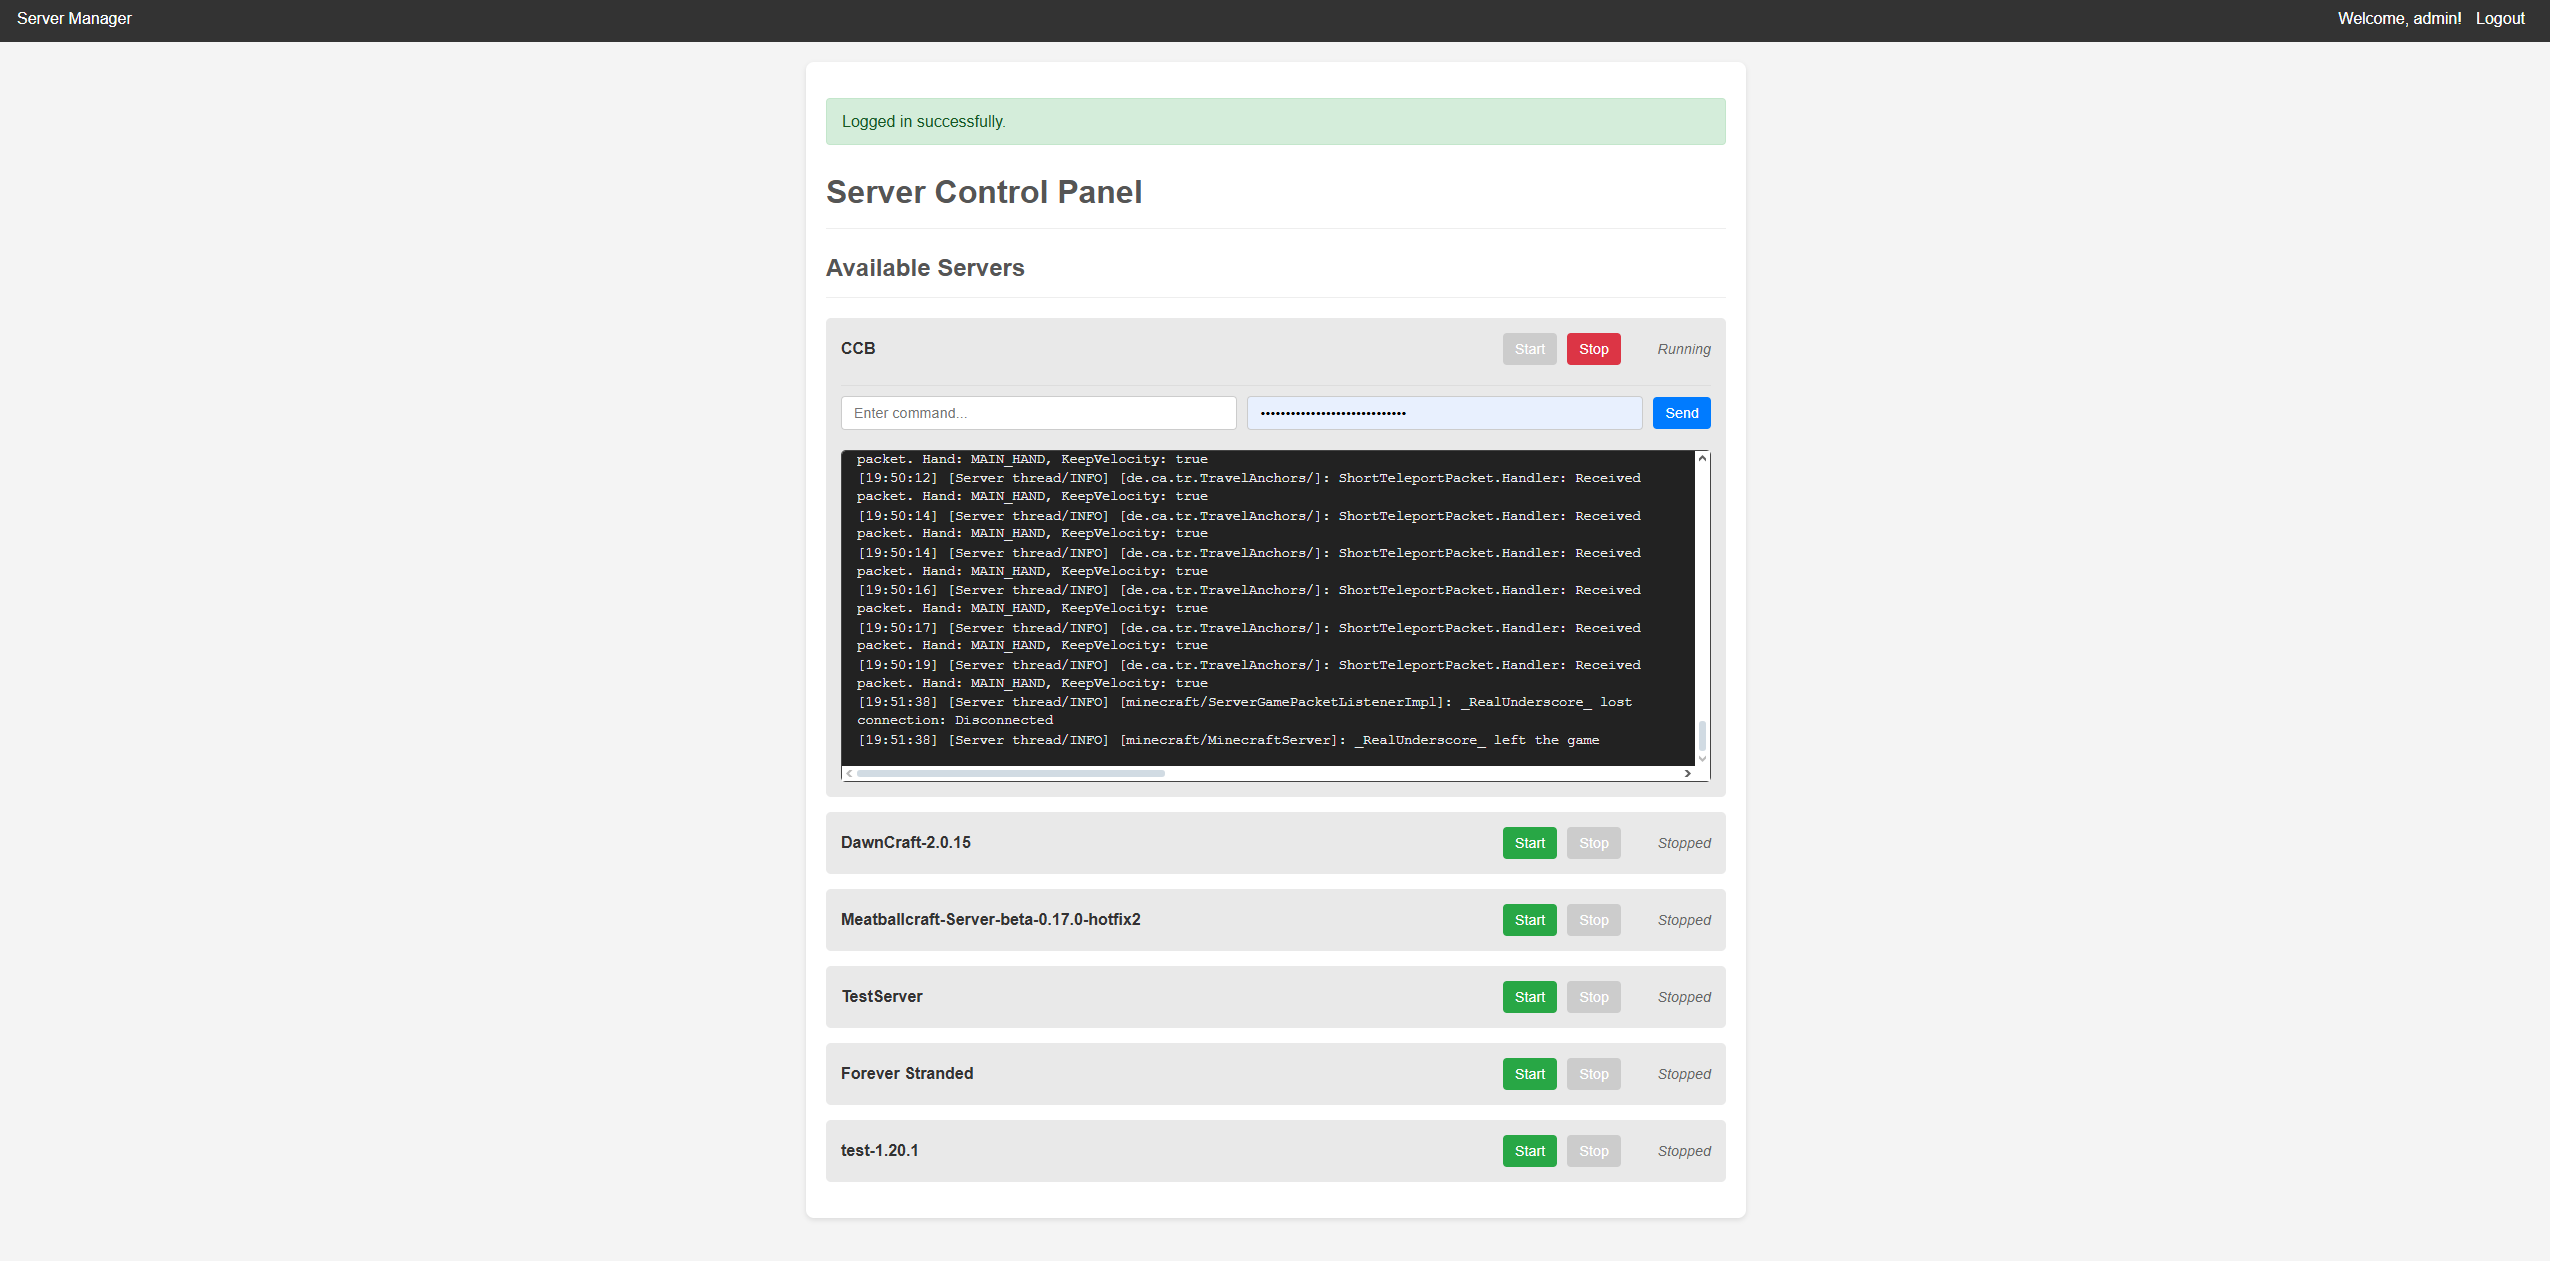 Server Manager
Welcome, admin! Logout
Logged in successfully.
Server Control Panel
Available Servers
CCB Start Stop Running
Enter command... ••••••••••••••••••••••••••••• Send
packet. Hand: MAIN_HAND, KeepVelocity: true
[19:50:12] [Server thread/INFO] [de.ca.tr.TravelAnchors/]: ShortTeleportPacket.Handler: Received
packet. Hand: MAIN_HAND, KeepVelocity: true
[19:50:14] [Server thread/INFO] [de.ca.tr.TravelAnchors/]: ShortTeleportPacket.Handler: Received
packet. Hand: MAIN_HAND, KeepVelocity: true
[19:50:14] [Server thread/INFO] [de.ca.tr.TravelAnchors/]: ShortTeleportPacket.Handler: Received
packet. Hand: MAIN_HAND, KeepVelocity: true
[19:50:16] [Server thread/INFO] [de.ca.tr.TravelAnchors/]: ShortTeleportPacket.Handler: Received
packet. Hand: MAIN_HAND, KeepVelocity: true
[19:50:17] [Server thread/INFO] [de.ca.tr.TravelAnchors/]: ShortTeleportPacket.Handler: Received
packet. Hand: MAIN_HAND, KeepVelocity: true
[19:50:19] [Server thread/INFO] [de.ca.tr.TravelAnchors/]: ShortTeleportPacket.Handler: Received
packet. Hand: MAIN_HAND, KeepVelocity: true
[19:51:38] [Server thread/INFO] [minecraft/ServerGamePacketListenerImpl]: _RealUnderscore_ lost
connection: Disconnected
[19:51:38] [Server thread/INFO] [minecraft/MinecraftServer]: _RealUnderscore_ left the game
DawnCraft-2.0.15 Start Stop Stopped
Meatballcraft-Server-beta-0.17.0-hotfix2 Start Stop Stopped
TestServer Start Stop Stopped
Forever Stranded Start Stop Stopped
test-1.20.1 Start Stop Stopped